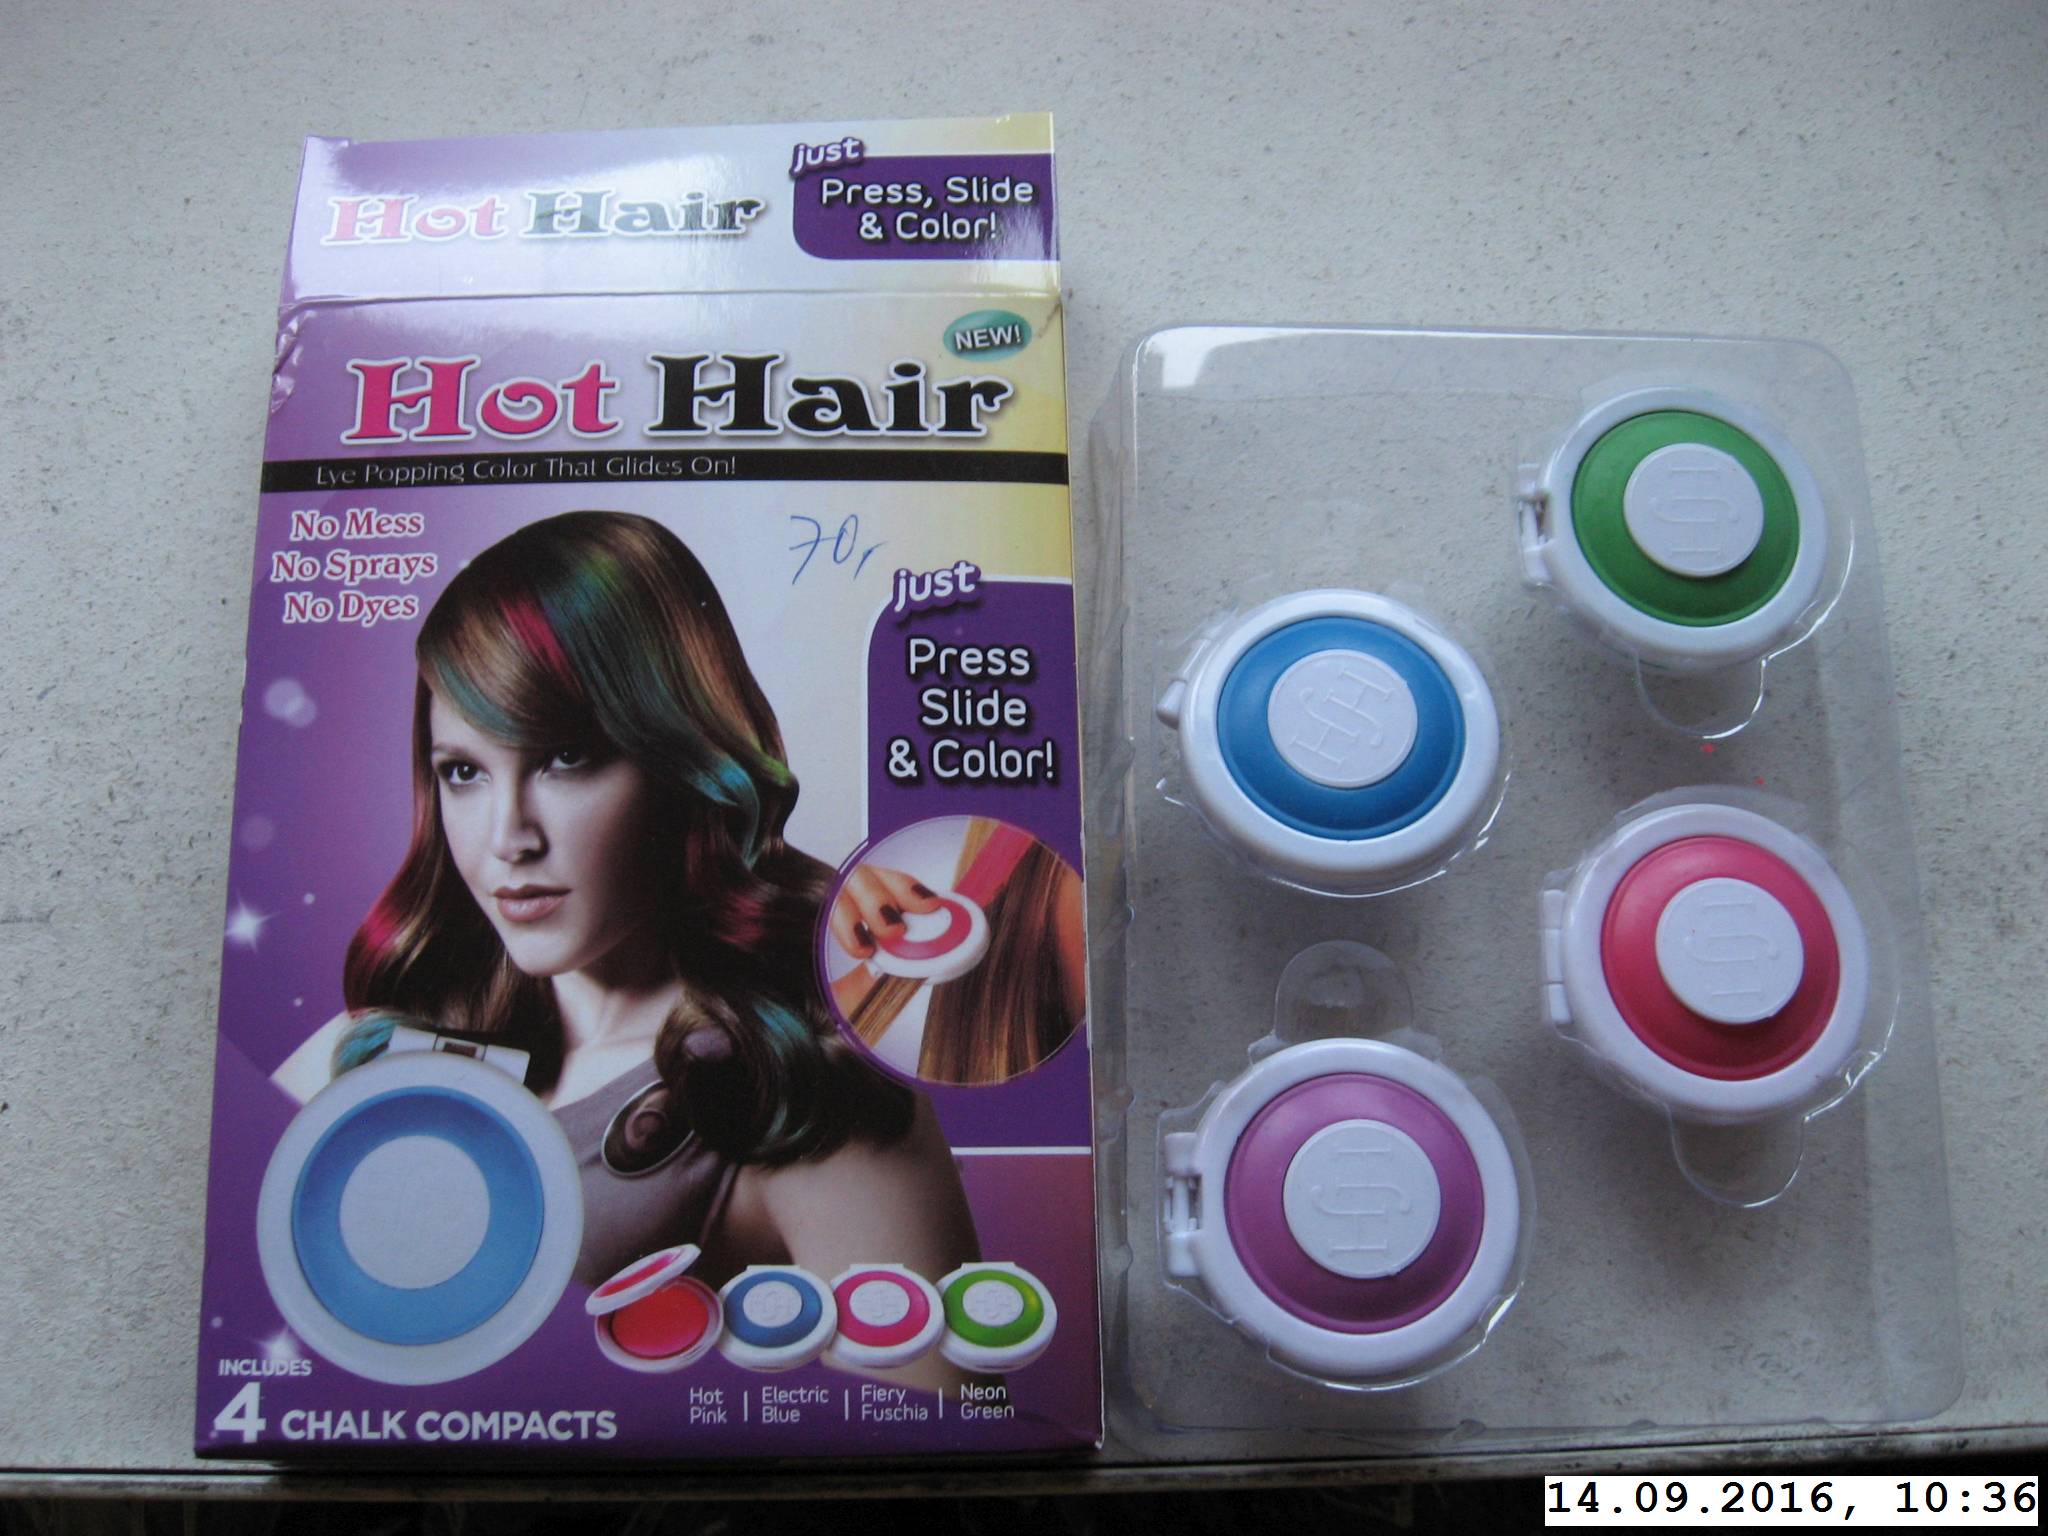 Hot Hair
just
Press, Slide
& Color!
NEW!
Hot Hair
Eye Popping Color That Glides On!
No Mess
No Sprays
No Dyes
70,
just
Press
Slide
& Color!
INCLUDES
4 CHALK COMPACTS
Hot
Pink
Electric
Blue
Fiery
Fuschia
Neon
Green
14.09.2016, 10:36